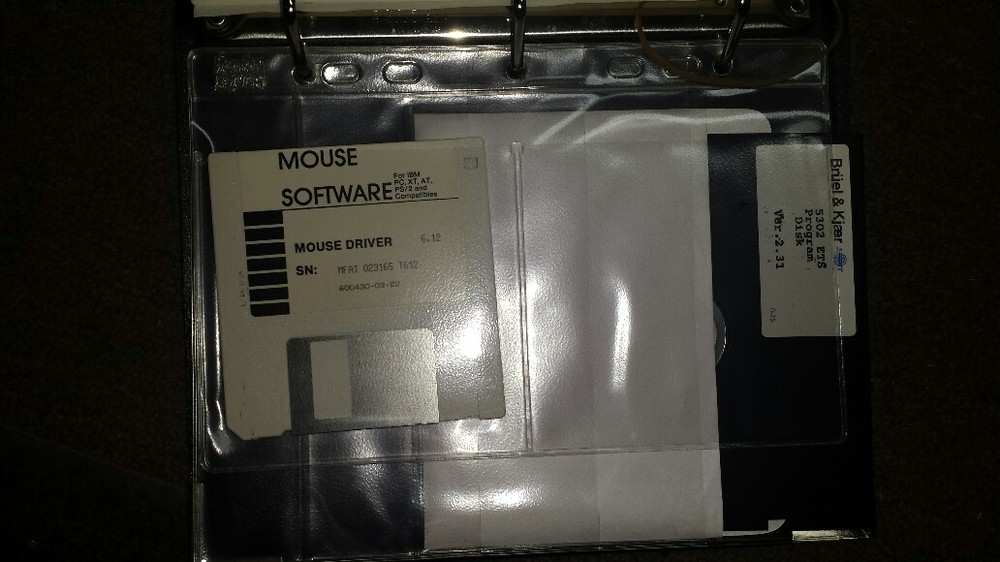 MOUSE
SOFTWARE
For IBM
PC, XT, AT,
PS/2 and
Compatibles
MOUSE DRIVER 6.12
SN: MFAI 023165 T612
600430-03-EU
Brüel & Kjær
5302 ETS
Program
Disk
Ver.2.31